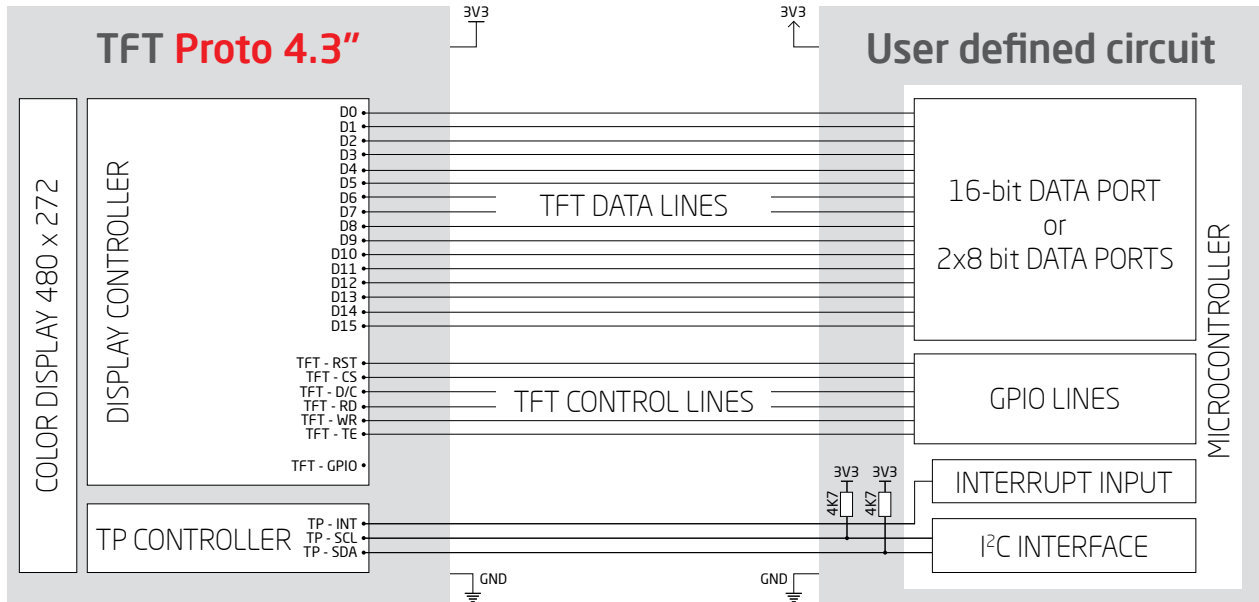 3V3
3V3
TFT Proto 4.3”
User defined circuit
COLOR DISPLAY 480 x 272
DISPLAY CONTROLLER
D0
D1
D2
D3
D4
D5
D6
D7
D8
D9
D10
D11
D12
D13
D14
D15
TFT DATA LINES
16-bit DATA PORT
or
2x8 bit DATA PORTS
MICROCONTROLLER
TFT - RST
TFT - CS
TFT - D/C
TFT - RD
TFT - WR
TFT - TE
TFT - GPIO
TFT CONTROL LINES
GPIO LINES
3V3
3V3
4K7
4K7
INTERRUPT INPUT
TP CONTROLLER
TP - INT
TP - SCL
TP - SDA
I²C INTERFACE
GND
GND